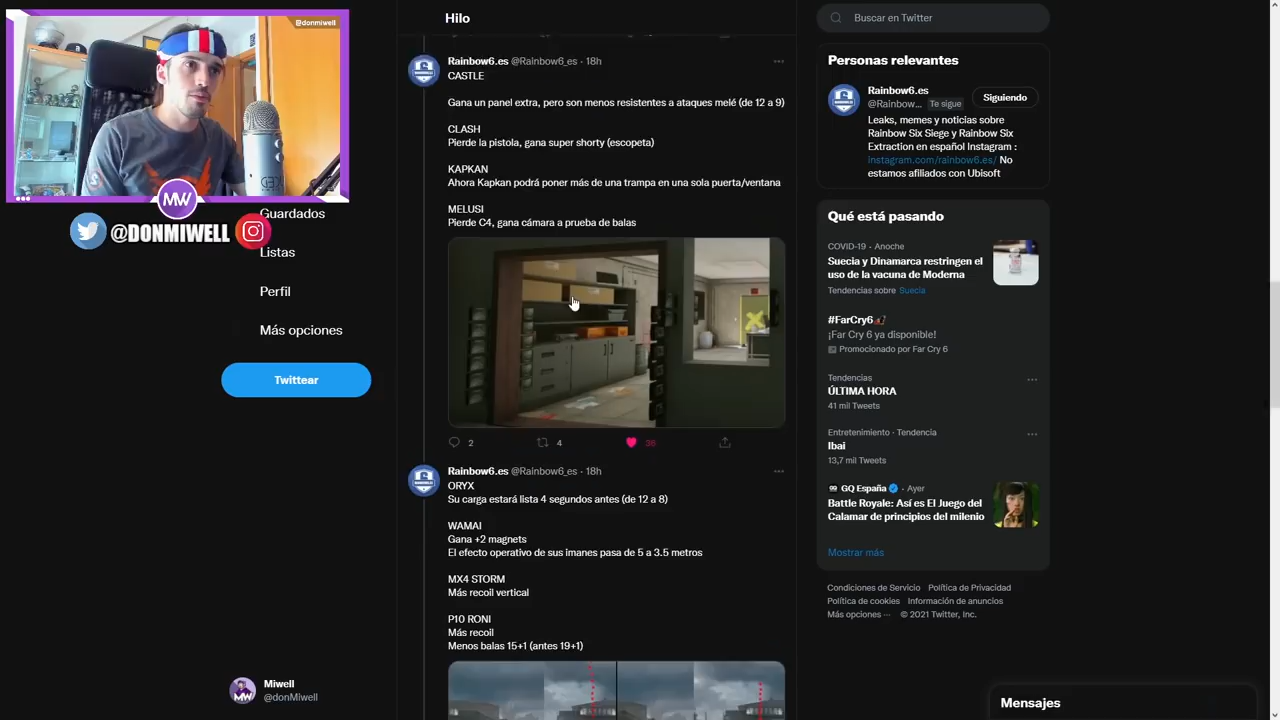 @donmiwell
MW
@DONMIWELL
Guardados
Listas
Perfil
Más opciones
Twittear
Miwell
@donMiwell
Hilo
Rainbow6.es @Rainbow6_es · 18h
CASTLE
Gana un panel extra, pero son menos resistentes a ataques melé (de 12 a 9)
CLASH
Pierde la pistola, gana super shorty (escopeta)
KAPKAN
Ahora Kapkan podrá poner más de una trampa en una sola puerta/ventana
MELUSI
Pierde C4, gana cámara a prueba de balas
2 4 36
Rainbow6.es @Rainbow6_es · 18h
ORYX
Su carga estará lista 4 segundos antes (de 12 a 8)
WAMAI
Gana +2 magnets
El efecto operativo de sus imanes pasa de 5 a 3.5 metros
MX4 STORM
Más recoil vertical
P10 RONI
Más recoil
Menos balas 15+1 (antes 19+1)
Buscar en Twitter
Personas relevantes
Rainbow6.es
@Rainbow... Te sigue
Siguiendo
Leaks, memes y noticias sobre
Rainbow Six Siege y Rainbow Six
Extraction en español Instagram :
instagram.com/rainbow6.es/ No
estamos afiliados con Ubisoft
Qué está pasando
COVID-19 · Anoche
Suecia y Dinamarca restringen el
uso de la vacuna de Moderna
Tendencias sobre Suecia
#FarCry6
¡Far Cry 6 ya disponible!
Promocionado por Far Cry 6
Tendencias
ÚLTIMA HORA
41 mil Tweets
Entretenimiento · Tendencia
Ibai
13,7 mil Tweets
GQ España · Ayer
Battle Royale: Así es El Juego del
Calamar de principios del milenio
Mostrar más
Condiciones de Servicio Política de Privacidad
Política de cookies Información de anuncios
Más opciones ··· © 2021 Twitter, Inc.
Mensajes